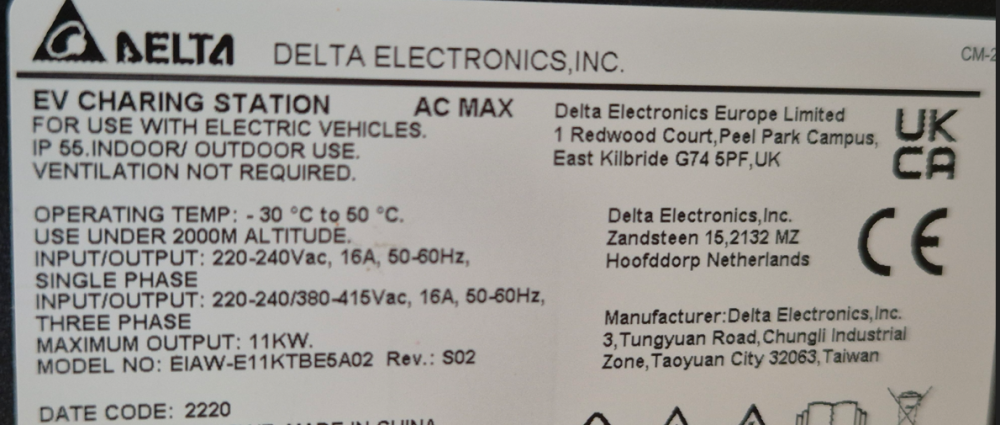 DELTA DELTA ELECTRONICS,INC.
CM-2
EV CHARING STATION AC MAX
FOR USE WITH ELECTRIC VEHICLES.
IP 55.INDOOR/ OUTDOOR USE.
VENTILATION NOT REQUIRED.
OPERATING TEMP: - 30 °C to 50 °C.
USE UNDER 2000M ALTITUDE.
INPUT/OUTPUT: 220-240Vac, 16A, 50-60Hz,
SINGLE PHASE
INPUT/OUTPUT: 220-240/380-415Vac, 16A, 50-60Hz,
THREE PHASE
MAXIMUM OUTPUT: 11KW.
MODEL NO: EIAW-E11KTBE5A02 Rev.: S02
DATE CODE: 2220
MADE IN CHINA
Delta Electronics Europe Limited
1 Redwood Court,Peel Park Campus,
East Kilbride G74 5PF,UK
UK
CA
Delta Electronics,Inc.
Zandsteen 15,2132 MZ
Hoofddorp Netherlands
CE
Manufacturer:Delta Electronics,Inc.
3,Tungyuan Road,Chungli Industrial
Zone,Taoyuan City 32063,Taiwan